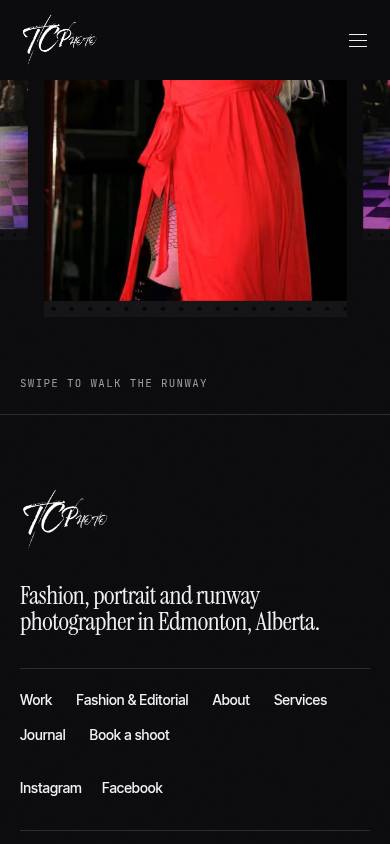 TCPHOTO
SWIPE TO WALK THE RUNWAY
TCPHOTO
Fashion, portrait and runway
photographer in Edmonton, Alberta.
Work Fashion & Editorial About Services
Journal Book a shoot
Instagram Facebook